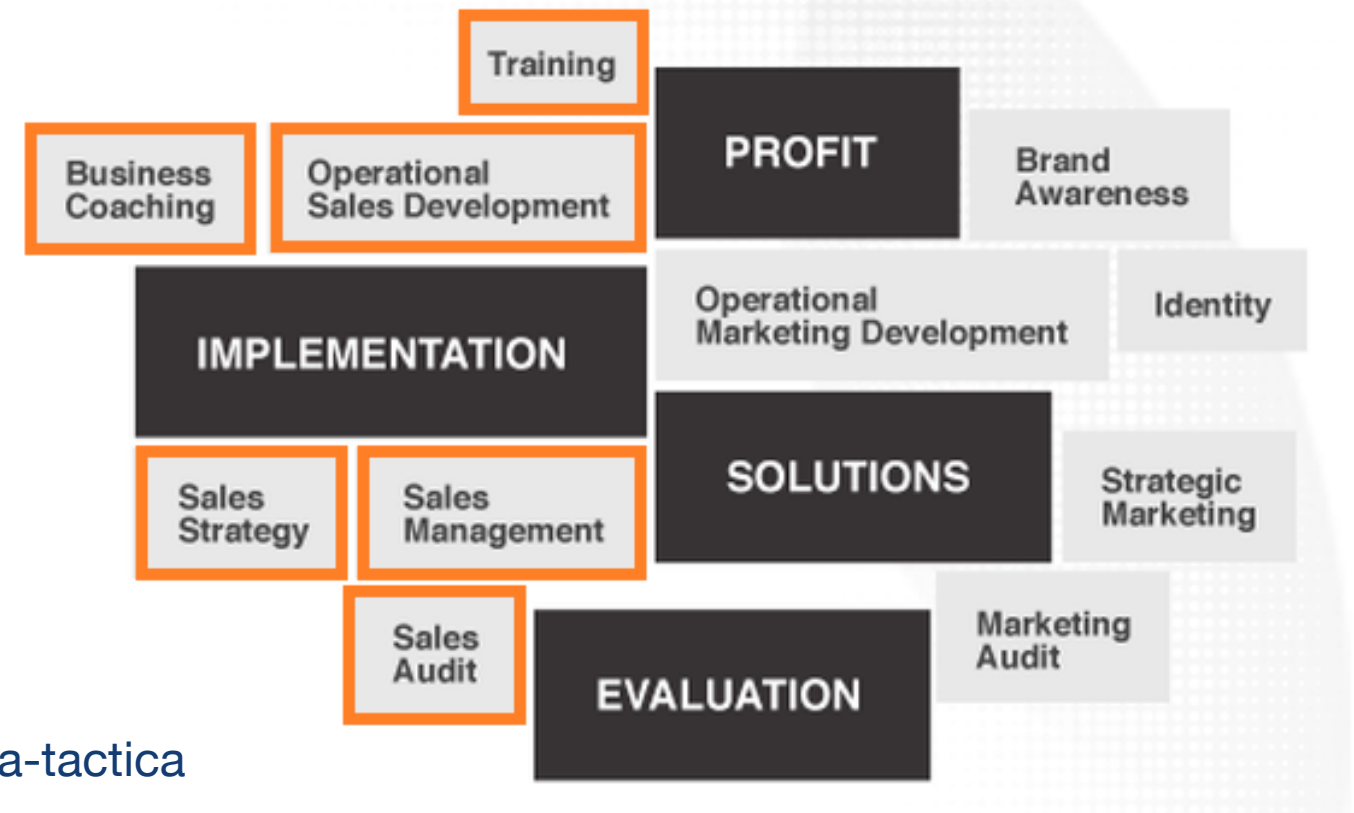 Training
PROFIT
Brand
Awareness
Business
Coaching
Operational
Sales Development
Operational
Marketing Development
Identity
IMPLEMENTATION
SOLUTIONS
Strategic
Marketing
Sales
Strategy
Sales
Management
Sales
Audit
Marketing
Audit
EVALUATION
a-tactica